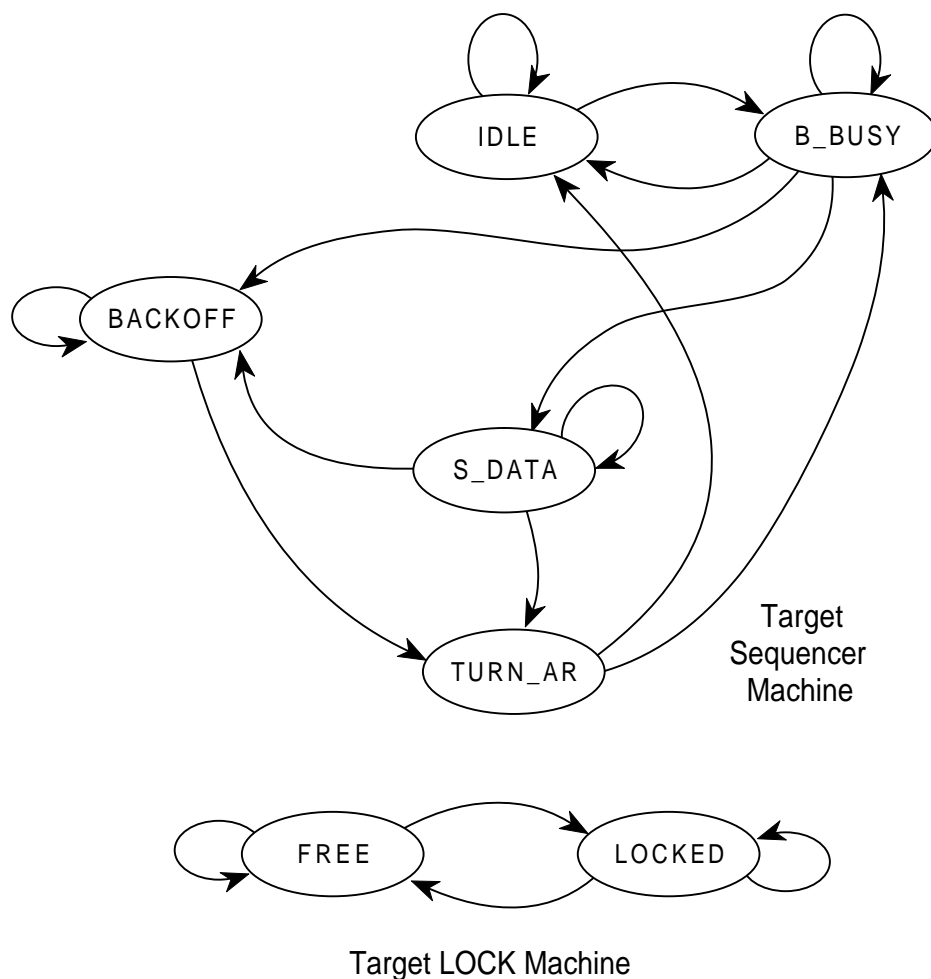 IDLE
B_BUSY
BACKOFF
S_DATA
TURN_AR
Target
Sequencer
Machine
FREE
LOCKED
Target LOCK Machine